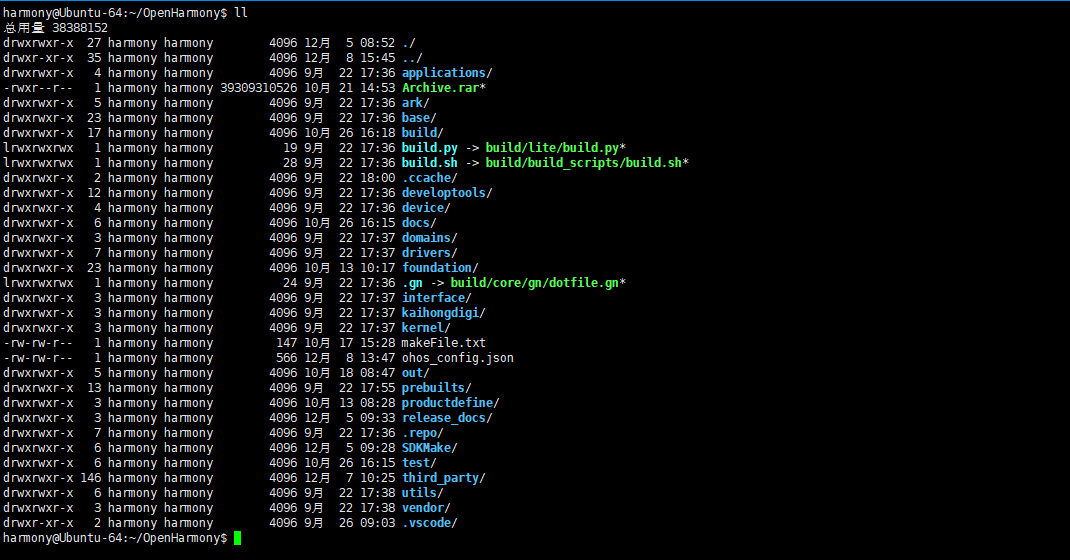 harmony@Ubuntu-64:~/OpenHarmony$ ll
总用量 38388152
drwxrwxr-x  27 harmony harmony        4096 12月  5 08:52 ./
drwxr-xr-x  35 harmony harmony        4096 12月  8 15:45 ../
drwxrwxr-x   4 harmony harmony        4096 9月  22 17:36 applications/
-rwxr--r--   1 harmony harmony 39309310526 10月 21 14:53 Archive.rar*
drwxrwxr-x   5 harmony harmony        4096 9月  22 17:36 ark/
drwxrwxr-x  23 harmony harmony        4096 9月  22 17:36 base/
drwxrwxr-x  17 harmony harmony        4096 10月 26 16:18 build/
lrwxrwxrwx   1 harmony harmony          19 9月  22 17:36 build.py -> build/lite/build.py*
lrwxrwxrwx   1 harmony harmony          28 9月  22 17:36 build.sh -> build/build_scripts/build.sh*
drwxrwxr-x   2 harmony harmony        4096 9月  22 18:00 .ccache/
drwxrwxr-x  12 harmony harmony        4096 9月  22 17:36 developtools/
drwxrwxr-x   4 harmony harmony        4096 9月  22 17:36 device/
drwxrwxr-x   6 harmony harmony        4096 10月 26 16:15 docs/
drwxrwxr-x   3 harmony harmony        4096 9月  22 17:37 domains/
drwxrwxr-x   7 harmony harmony        4096 9月  22 17:37 drivers/
drwxrwxr-x  23 harmony harmony        4096 10月 13 10:17 foundation/
lrwxrwxrwx   1 harmony harmony          24 9月  22 17:36 .gn -> build/core/gn/dotfile.gn*
drwxrwxr-x   3 harmony harmony        4096 9月  22 17:37 interface/
drwxrwxr-x   3 harmony harmony        4096 9月  22 17:37 kaihongdigi/
drwxrwxr-x   3 harmony harmony        4096 9月  22 17:37 kernel/
-rw-rw-r--   1 harmony harmony         147 10月 17 15:28 makeFile.txt
-rw-rw-r--   1 harmony harmony         566 12月  8 13:47 ohos_config.json
drwxrwxr-x   5 harmony harmony        4096 10月 18 08:47 out/
drwxrwxr-x  13 harmony harmony        4096 9月  22 17:55 prebuilts/
drwxrwxr-x   3 harmony harmony        4096 10月 13 08:28 productdefine/
drwxrwxr-x   3 harmony harmony        4096 12月  5 09:33 release_docs/
drwxrwxr-x   7 harmony harmony        4096 9月  22 17:36 .repo/
drwxrwxr-x   6 harmony harmony        4096 12月  5 09:28 SDKMake/
drwxrwxr-x   6 harmony harmony        4096 10月 26 16:15 test/
drwxrwxr-x 146 harmony harmony        4096 12月  7 10:25 third_party/
drwxrwxr-x   6 harmony harmony        4096 9月  22 17:38 utils/
drwxrwxr-x   3 harmony harmony        4096 9月  22 17:38 vendor/
drwxr-xr-x   2 harmony harmony        4096 9月  26 09:03 .vscode/
harmony@Ubuntu-64:~/OpenHarmony$